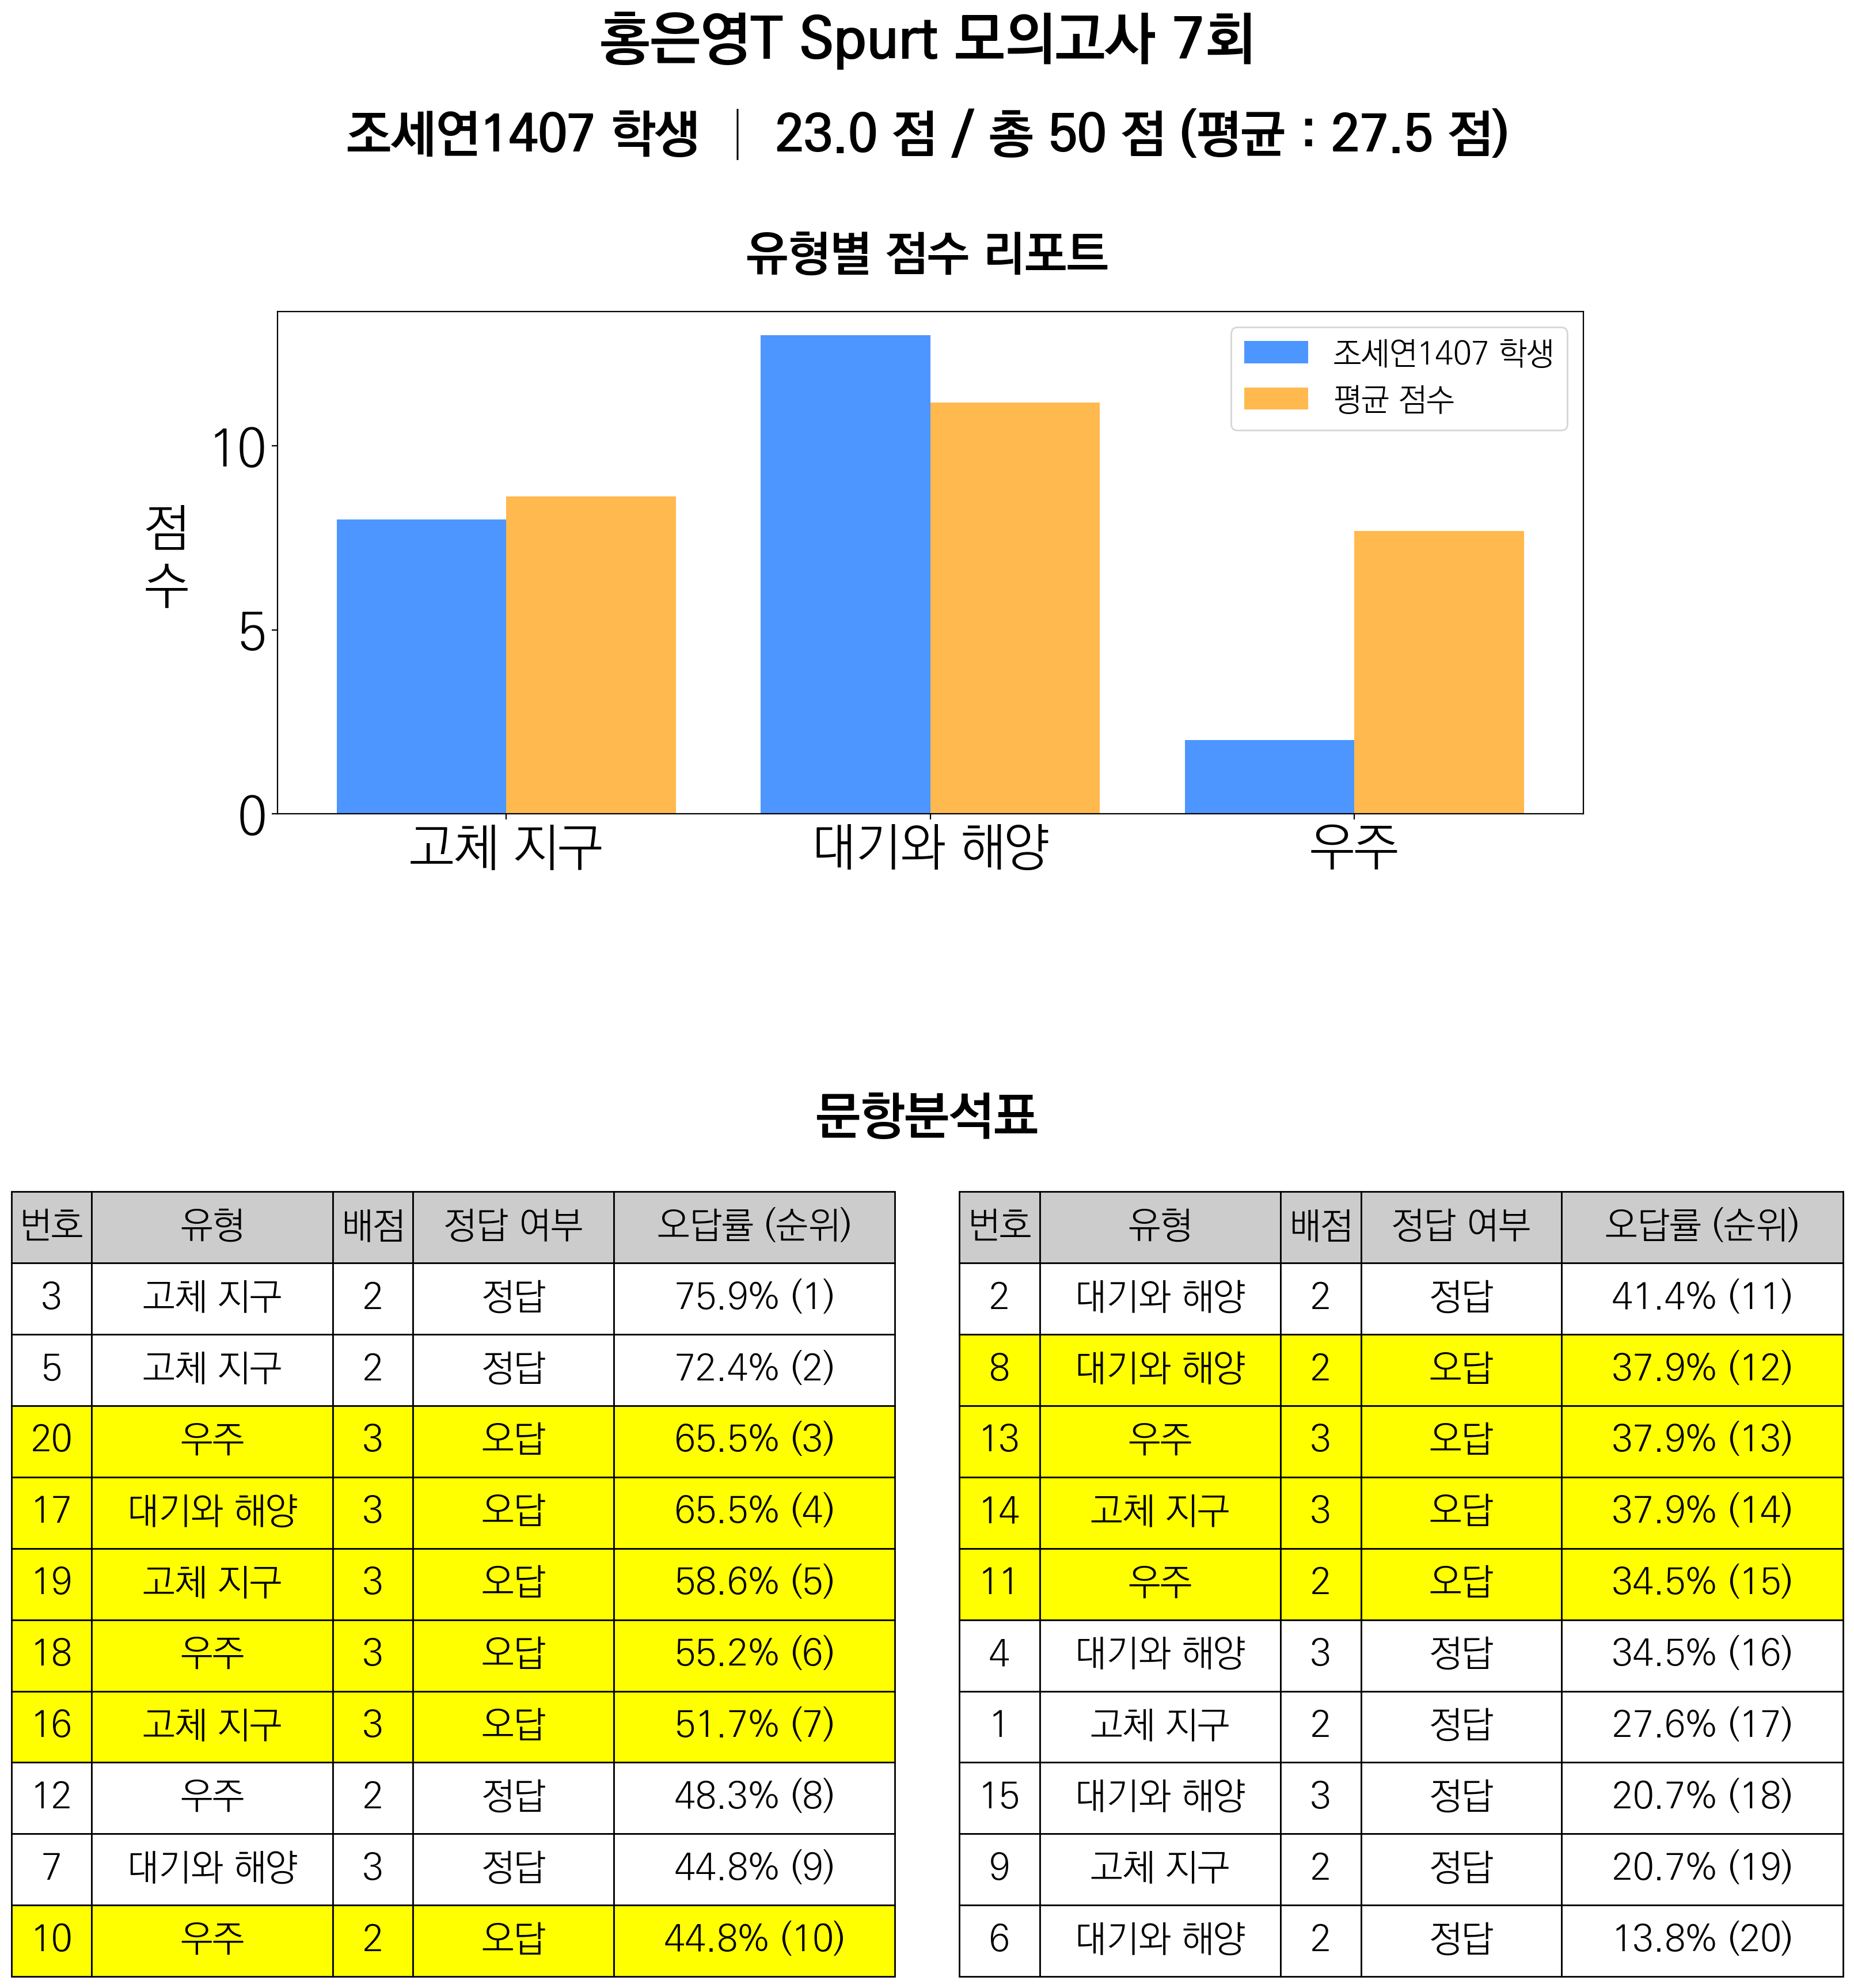 홍은영T Spurt 모의고사 7회
조세연1407 학생 │ 23.0 점 / 총 50 점 (평균 : 27.5 점)
유형별 점수 리포트
조세연1407 학생
평균 점수
점
수
10
5
0
고체 지구 대기와 해양 우주
문항분석표
번호 유형 배점 정답 여부 오답률 (순위)
3 고체 지구 2 정답 75.9% (1)
5 고체 지구 2 정답 72.4% (2)
20 우주 3 오답 65.5% (3)
17 대기와 해양 3 오답 65.5% (4)
19 고체 지구 3 오답 58.6% (5)
18 우주 3 오답 55.2% (6)
16 고체 지구 3 오답 51.7% (7)
12 우주 2 정답 48.3% (8)
7 대기와 해양 3 정답 44.8% (9)
10 우주 2 오답 44.8% (10)
번호 유형 배점 정답 여부 오답률 (순위)
2 대기와 해양 2 정답 41.4% (11)
8 대기와 해양 2 오답 37.9% (12)
13 우주 3 오답 37.9% (13)
14 고체 지구 3 오답 37.9% (14)
11 우주 2 오답 34.5% (15)
4 대기와 해양 3 정답 34.5% (16)
1 고체 지구 2 정답 27.6% (17)
15 대기와 해양 3 정답 20.7% (18)
9 고체 지구 2 정답 20.7% (19)
6 대기와 해양 2 정답 13.8% (20)